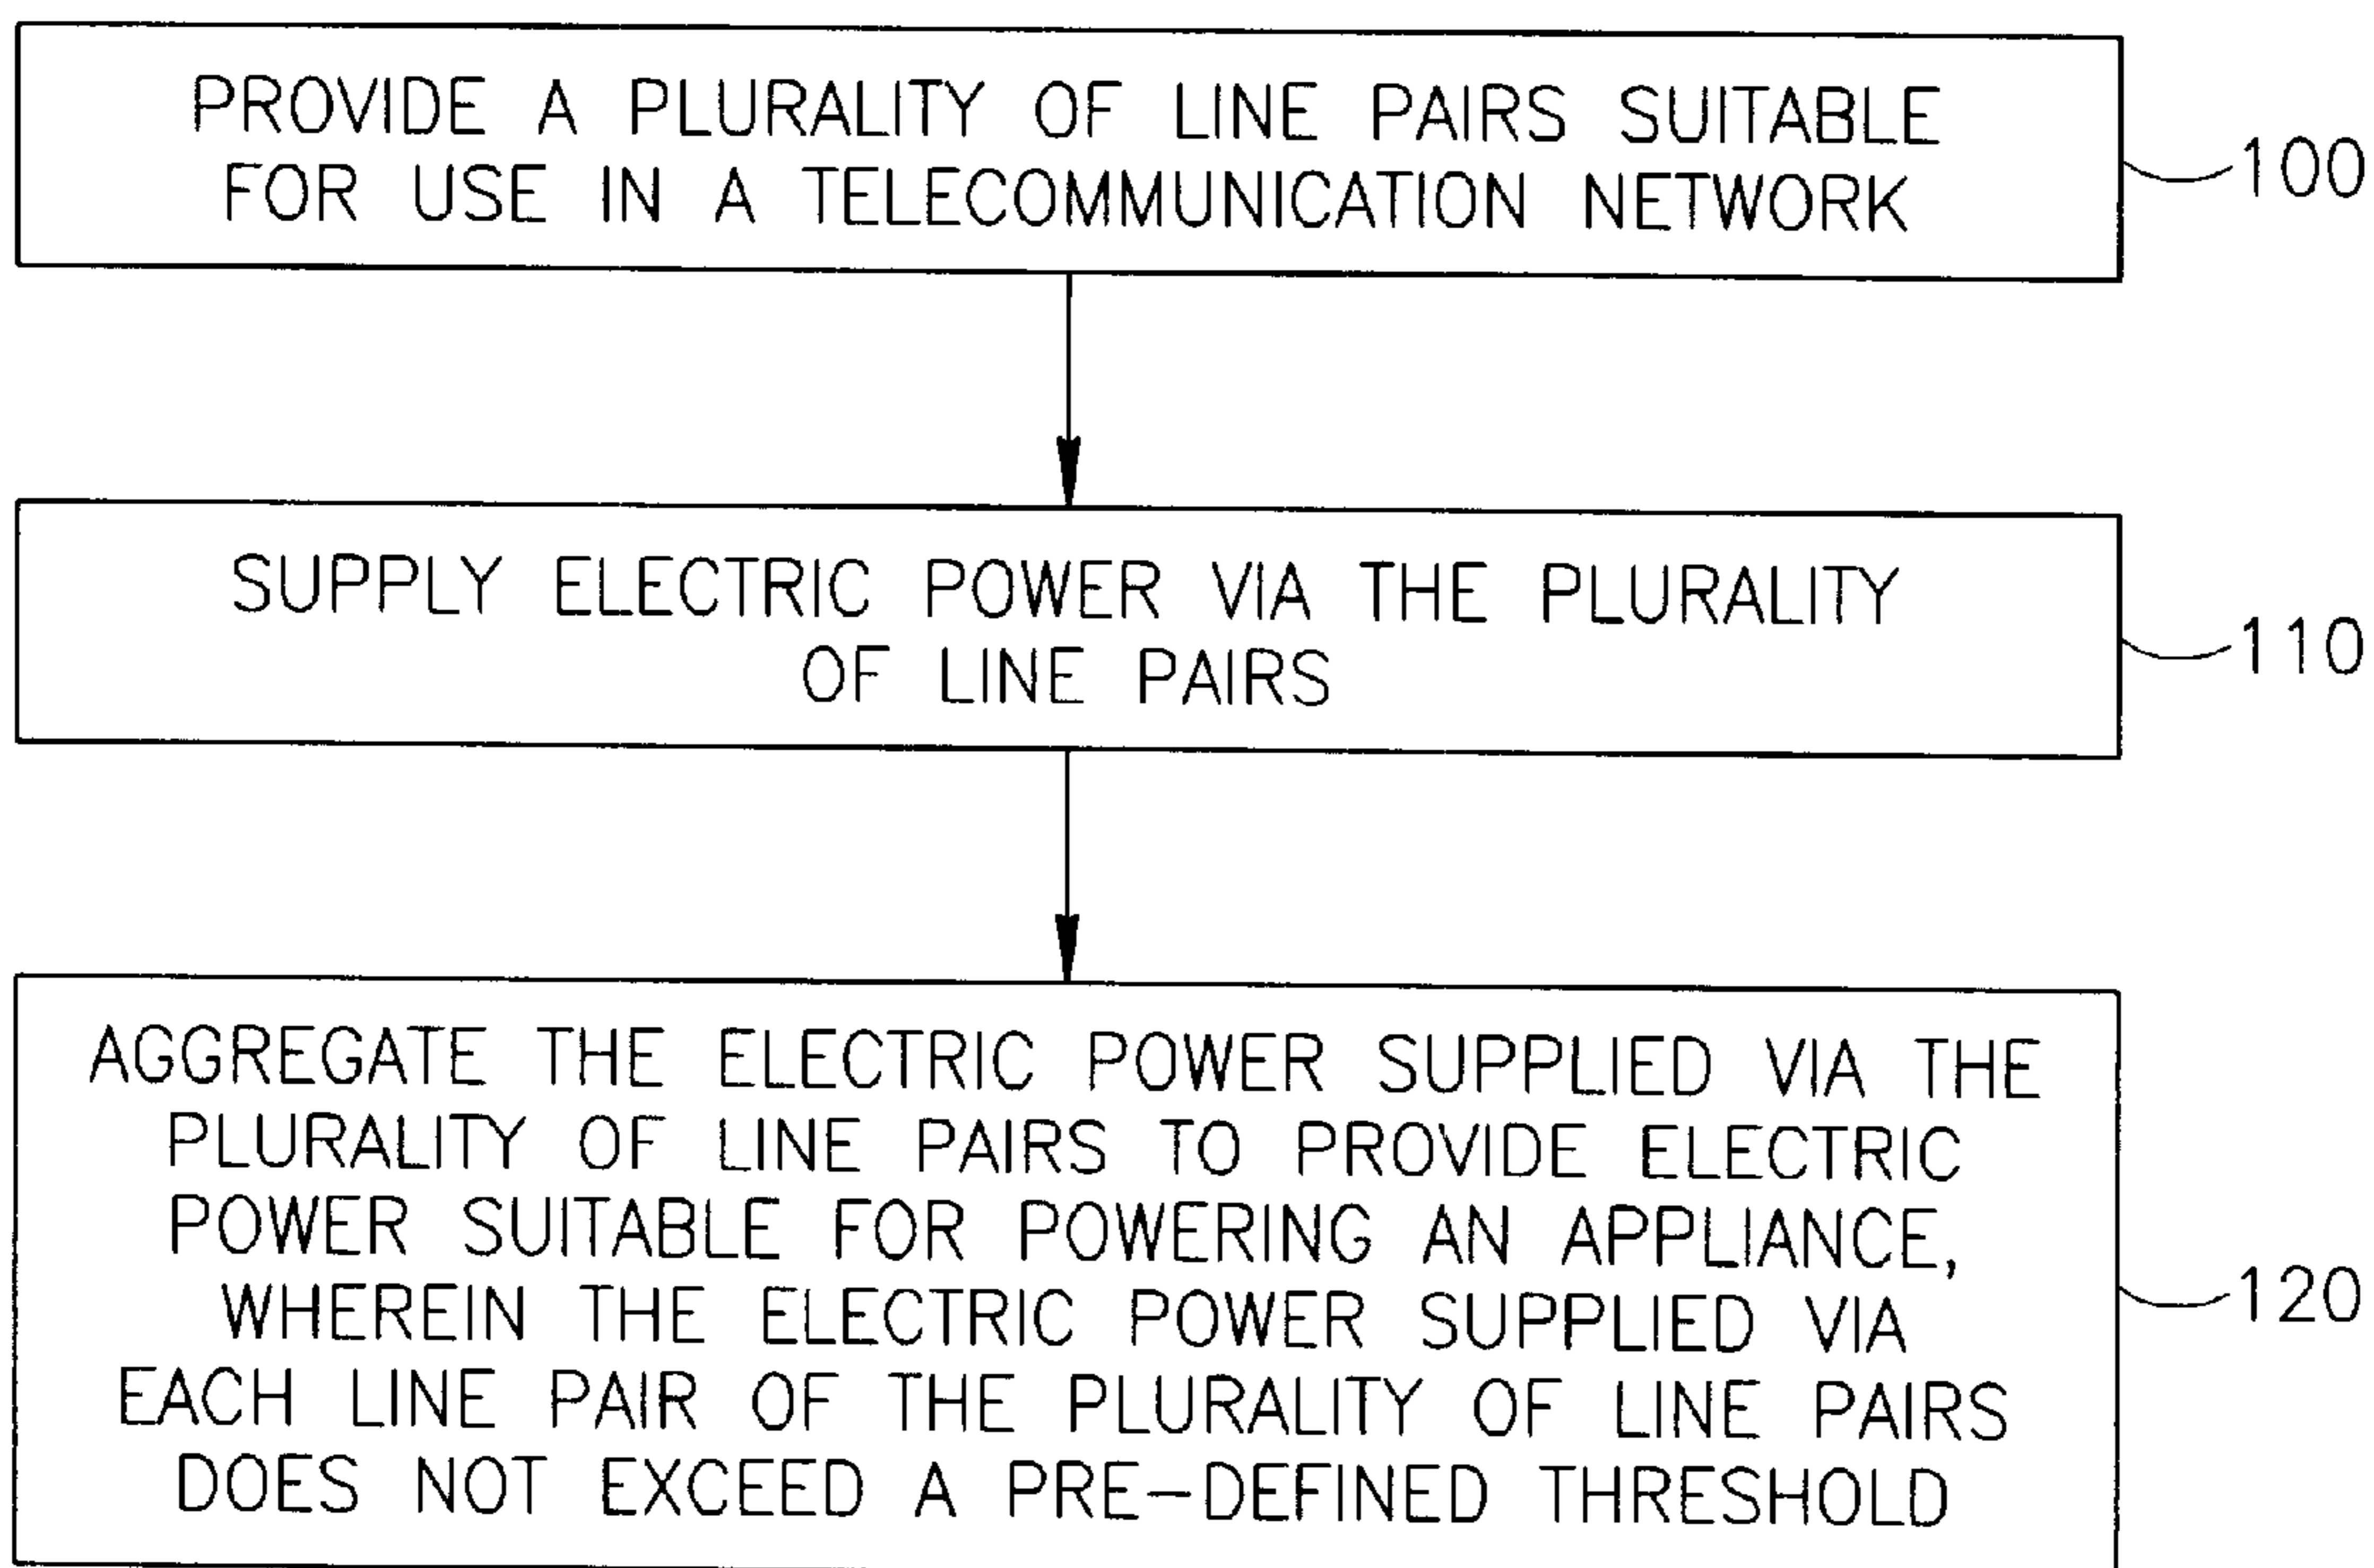 PROVIDE A PLURALITY OF LINE PAIRS SUITABLE
FOR USE IN A TELECOMMUNICATION NETWORK
100
SUPPLY ELECTRIC POWER VIA THE PLURALITY
OF LINE PAIRS
110
AGGREGATE THE ELECTRIC POWER SUPPLIED VIA THE
PLURALITY OF LINE PAIRS TO PROVIDE ELECTRIC
POWER SUITABLE FOR POWERING AN APPLIANCE,
WHEREIN THE ELECTRIC POWER SUPPLIED VIA
120
EACH LINE PAIR OF THE PLURALITY OF LINE PAIRS
DOES NOT EXCEED A PRE-DEFINED THRESHOLD